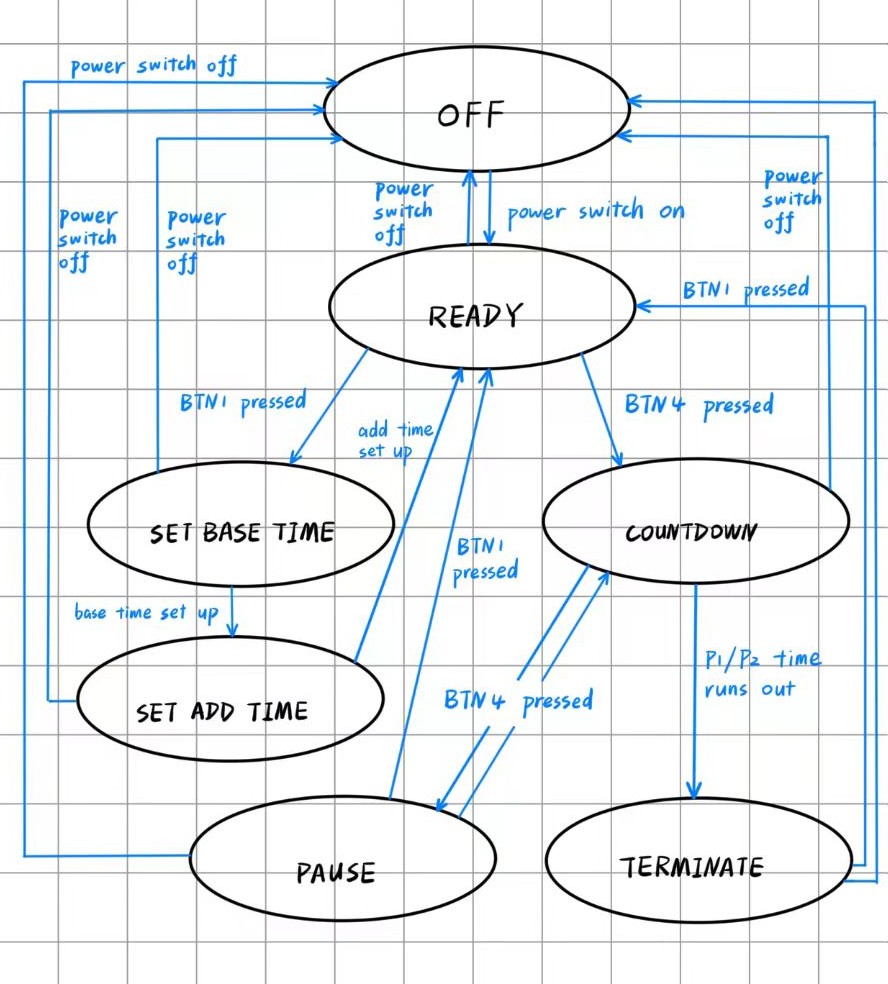 power switch off
OFF
power
switch
off
power
switch
off
power
switch
off
power switch on
power
switch
off
BTN1 pressed
READY
BTN1 pressed
BTN4 pressed
add time
set up
SET BASE TIME
COUNTDOWN
BTN1
pressed
base time set up
P1/P2 time
runs out
SET ADD TIME
BTN4 pressed
PAUSE
TERMINATE